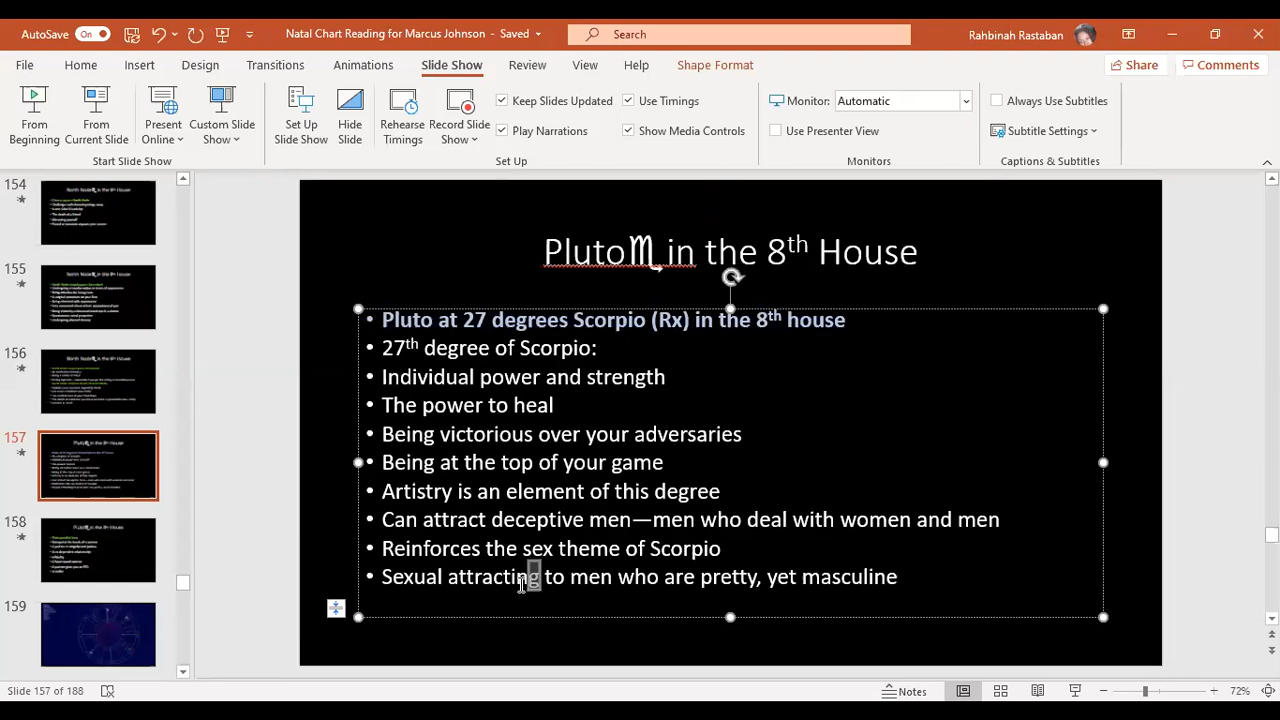 AutoSave On Natal Chart Reading for Marcus Johnson - Saved Search Rahbinah Rastaban
File Home Insert Design Transitions Animations Slide Show Review View Help Shape Format Share Comments
From Beginning
From Current Slide
Present Online
Custom Slide Show
Start Slide Show
Set Up Slide Show
Hide Slide
Rehearse Timings
Record Slide Show
Keep Slides Updated
Use Timings
Play Narrations
Show Media Controls
Set Up
Monitor: Automatic
Use Presenter View
Monitors
Always Use Subtitles
Subtitle Settings
Captions & Subtitles
154
155
156
157
158
159
Pluto♏ in the 8th House
• Pluto at 27 degrees Scorpio (Rx) in the 8th house
• 27th degree of Scorpio:
• Individual power and strength
• The power to heal
• Being victorious over your adversaries
• Being at the top of your game
• Artistry is an element of this degree
• Can attract deceptive men—men who deal with women and men
• Reinforces the sex theme of Scorpio
• Sexual attracting to men who are pretty, yet masculine
Slide 157 of 188 Notes 72%